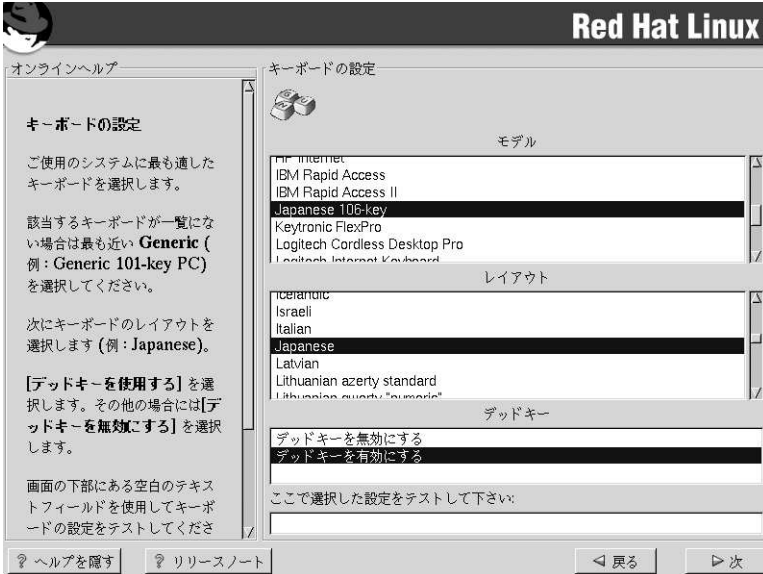 Red Hat Linux
オンラインヘルプ
キーボードの設定
ご使用のシステムに最も適した
キーボードを選択します。
該当するキーボードが一覧にな
い場合は最も近い Generic (
例：Generic 101-key PC)
を選択してください。
次にキーボードのレイアウトを
選択します (例：Japanese)。
[デッドキーを使用する] を選
択します。その他の場合には[デ
ッドキーを無効にする] を選択
します。
画面の下部にある空白のテキス
トフィールドを使用してキーボ
ードの設定をテストしてくださ
キーボードの設定
モデル
HP Internet
IBM Rapid Access
IBM Rapid Access II
Japanese 106-key
Keytronic FlexPro
Logitech Cordless Desktop Pro
Logitech Internet Keyboard
レイアウト
Icelandic
Israeli
Italian
Japanese
Latvian
Lithuanian azerty standard
Lithuanian qwerty "numeric"
デッドキー
デッドキーを無効にする
デッドキーを有効にする
ここで選択した設定をテストして下さい:
? ヘルプを隠す
? リリースノート
戻る
次